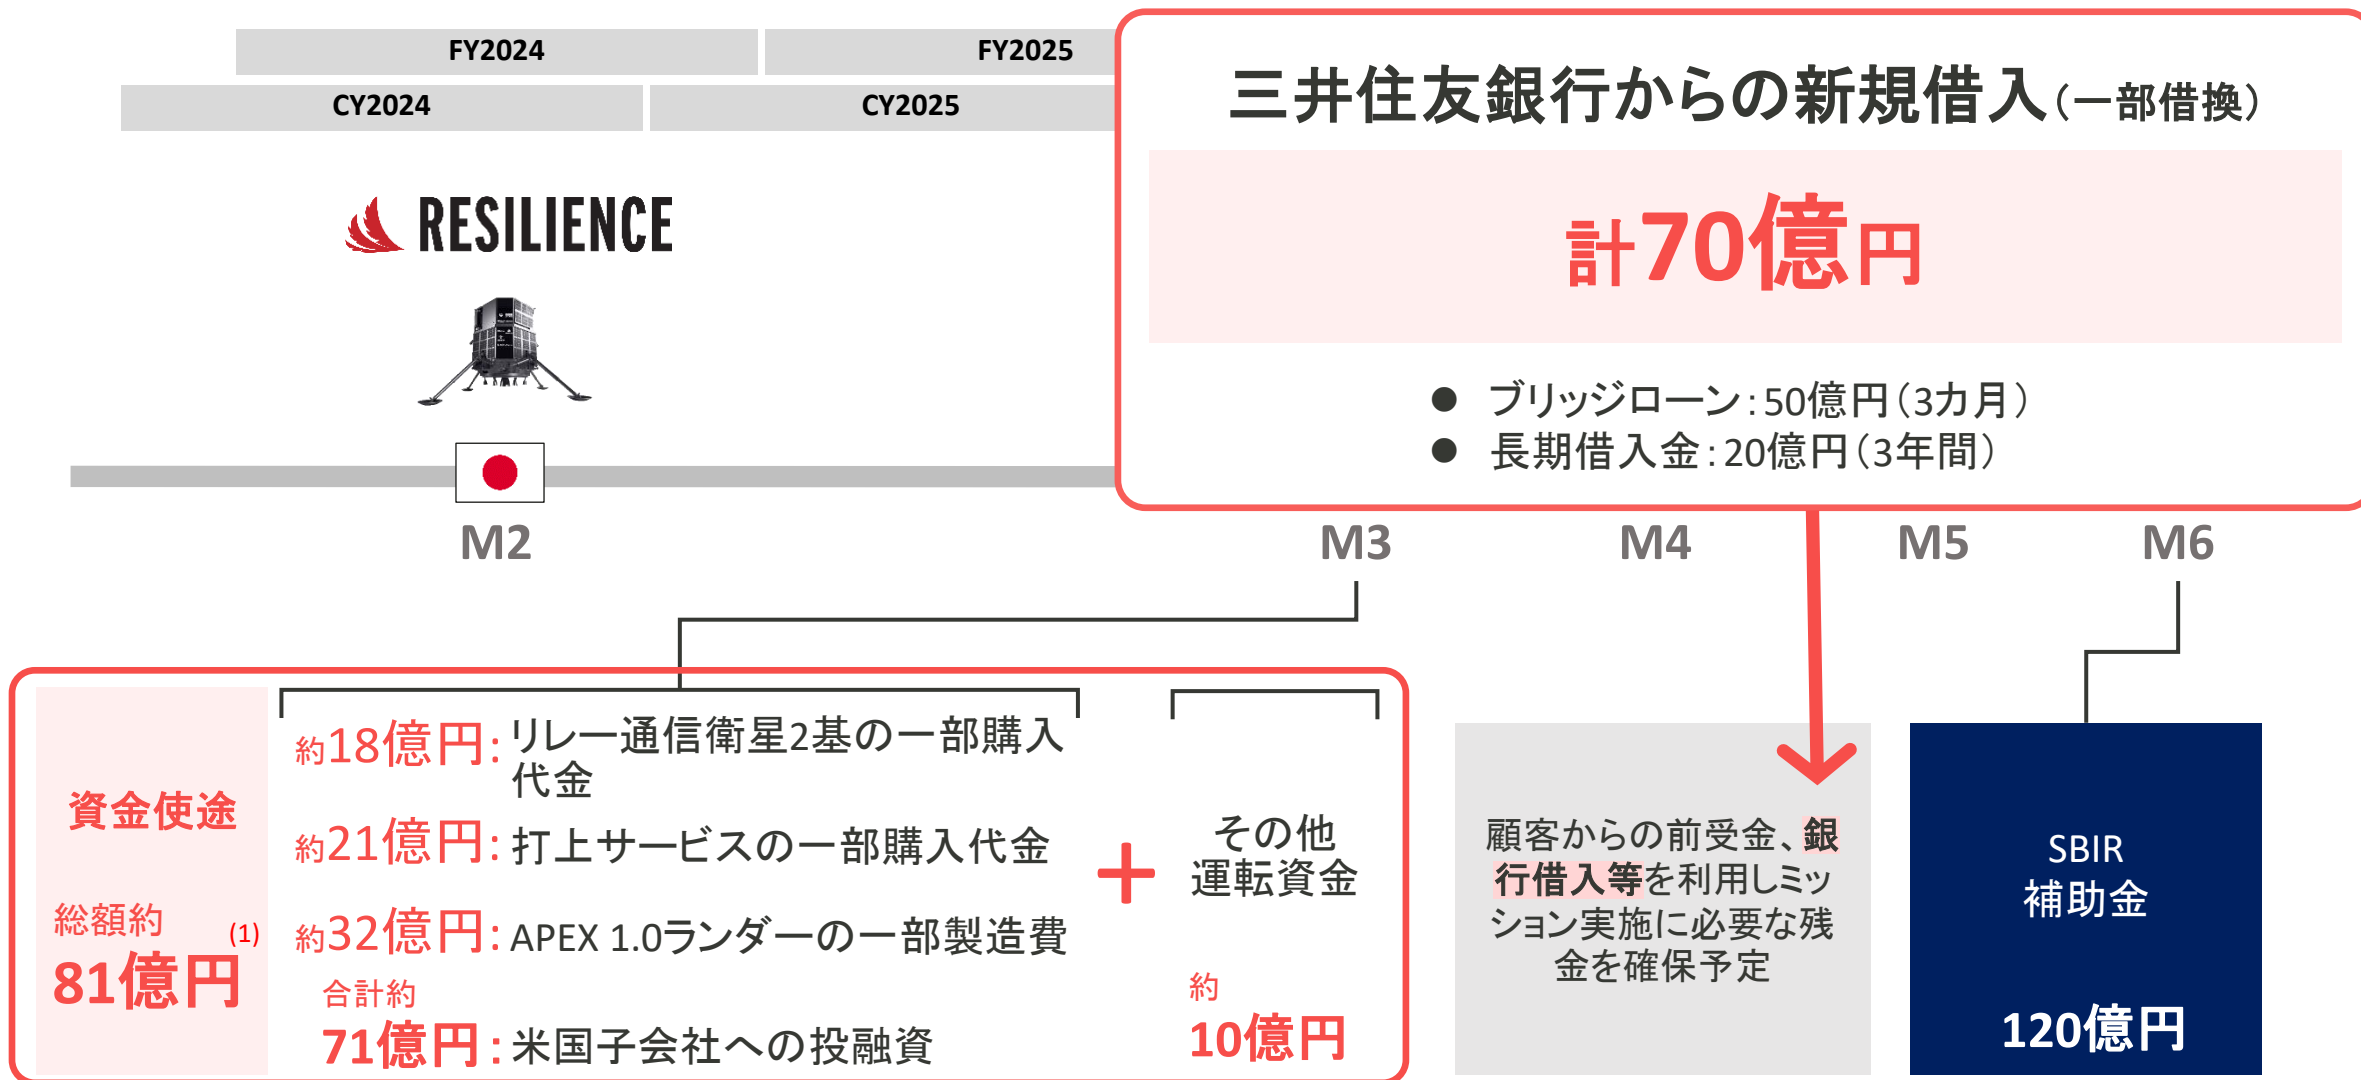 FY2024
FY2025
CY2024
CY2025
三井住友銀行からの新規借入（一部借換）
計70億円
● ブリッジローン：50億円（3カ月）
● 長期借入金：20億円（3年間）
RESILIENCE
M2
M3
M4
M5
M6
資金使途
総額約
81億円(1)
約18億円：リレー通信衛星2基の一部購入
代金
約21億円：打上サービスの一部購入代金
約32億円：APEX 1.0ランダーの一部製造費
合計約
71億円：米国子会社への投融資
+
その他
運転資金
約
10億円
顧客からの前受金、銀
行借入等を利用しミッ
ション実施に必要な残
金を確保予定
SBIR
補助金
120億円